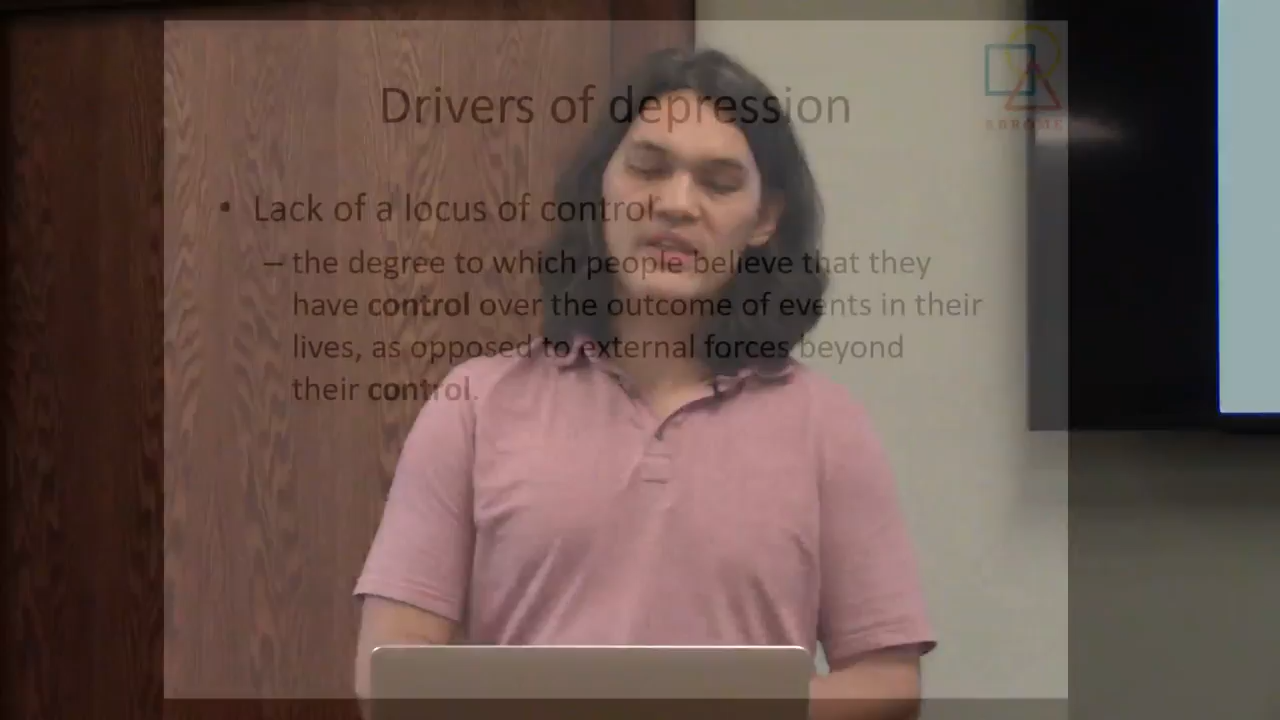 Drivers of depression
ABROME
• Lack of a locus of control
– the degree to which people believe that they
have control over the outcome of events in their
lives, as opposed to external forces beyond
their control.